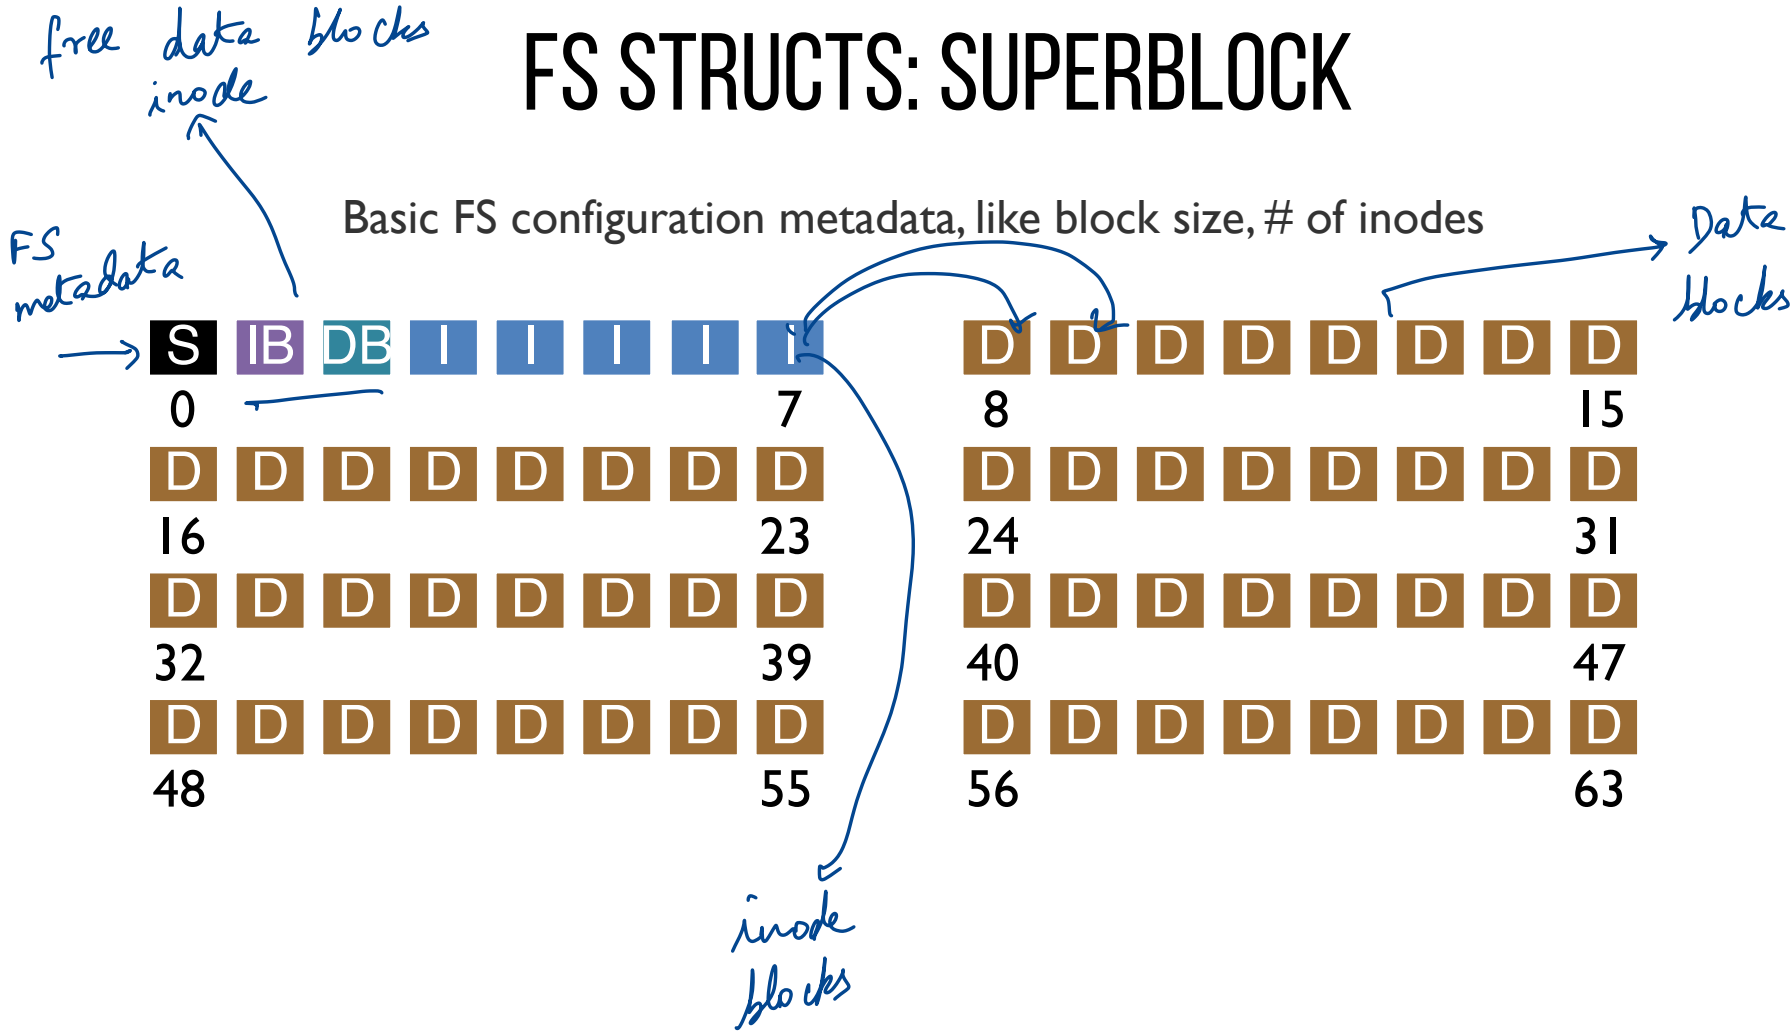 free data blocks
inode
FS STRUCTS: SUPERBLOCK
Basic FS configuration metadata, like block size, # of inodes
FS
metadata
Data
blocks
S IB DB I I I I I D D D D D D D D
0 7 8 15
D D D D D D D D D D D D D D D D
16 23 24 31
D D D D D D D D D D D D D D D D
32 39 40 47
D D D D D D D D D D D D D D D D
48 55 56 63
inode
blocks